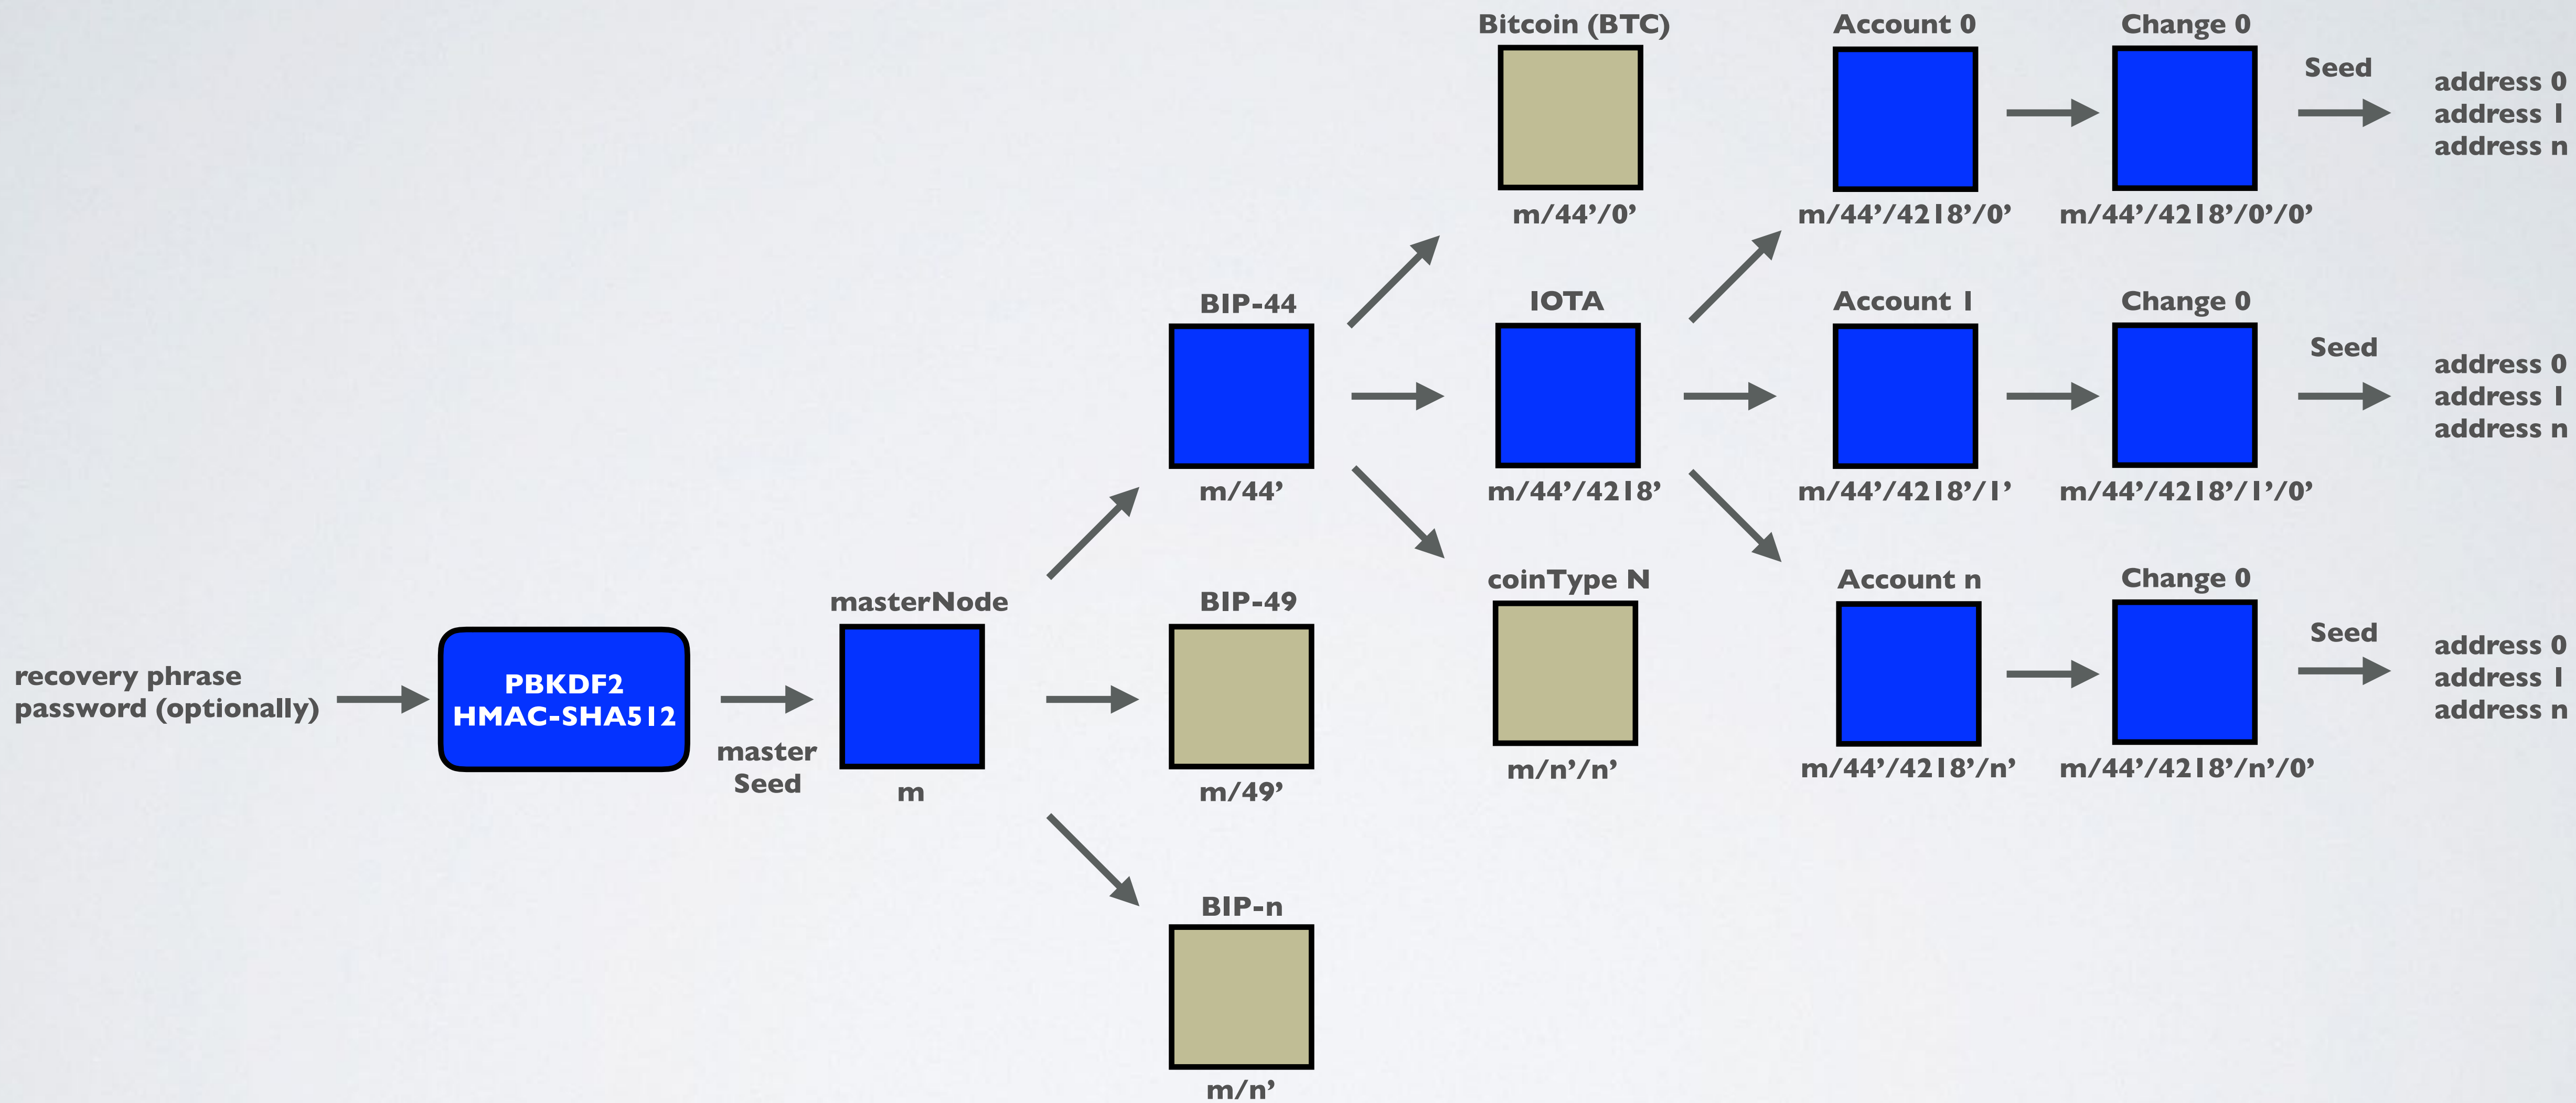 Bitcoin (BTC)
m/44’/0’
Account 0
m/44’/4218’/0’
Change 0
m/44’/4218’/0’/0’
Seed
address 0
address 1
address n
BIP-44
m/44’
IOTA
m/44’/4218’
Account 1
m/44’/4218’/1’
Change 0
m/44’/4218’/1’/0’
Seed
address 0
address 1
address n
recovery phrase
password (optionally)
PBKDF2
HMAC-SHA512
master
Seed
masterNode
m
BIP-49
m/49’
coinType N
m/n’/n’
Account n
m/44’/4218’/n’
Change 0
m/44’/4218’/n’/0’
Seed
address 0
address 1
address n
BIP-n
m/n’